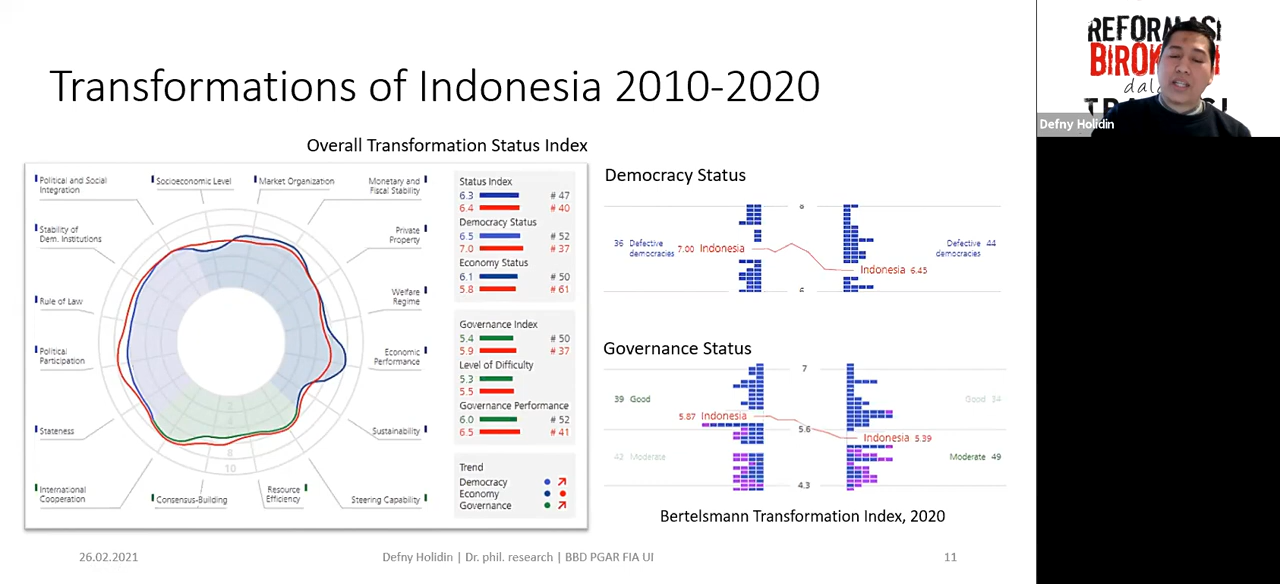 Transformations of Indonesia 2010-2020
Overall Transformation Status Index
Political and Social
Integration
Socioeconomic Level
Market Organization
Monetary and
Fiscal Stability
Stability of
Dem. Institutions
Private
Property
Rule of Law
Welfare
Regime
Political
Participation
Economic
Performance
Stateness
Sustainability
International
Cooperation
Consensus-Building
Resource
Efficiency
Steering Capability
8
10
Status Index
6.3 # 47
6.4 # 40
Democracy Status
6.5 # 52
7.0 # 37
Economy Status
6.1 # 50
5.8 # 61
Governance Index
5.4 # 50
5.9 # 37
Level of Difficulty
5.3
5.5
Governance Performance
6.0 # 52
6.5 # 41
Trend
Democracy
Economy
Governance
Democracy Status
36 Defective
democracies
7.00 Indonesia
Indonesia 6.45
Defective 44
democracies
Governance Status
7
39 Good
5.87 Indonesia
5.6
Indonesia 5.39
Good 34
42 Moderate
Moderate 49
4.3
Bertelsmann Transformation Index, 2020
26.02.2021
Defny Holidin | Dr. phil. research | BBD PGAR FIA UI
11
Defny Holidin